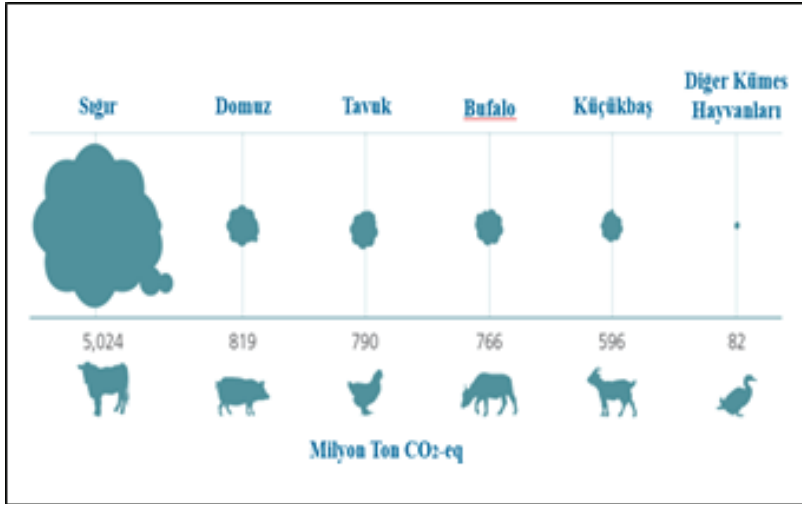 Sığır
Domuz
Tavuk
Bufalo
Küçükbaş
Diğer Kümes
Hayvanları
5,024
819
790
766
596
82
Milyon Ton CO2-eq